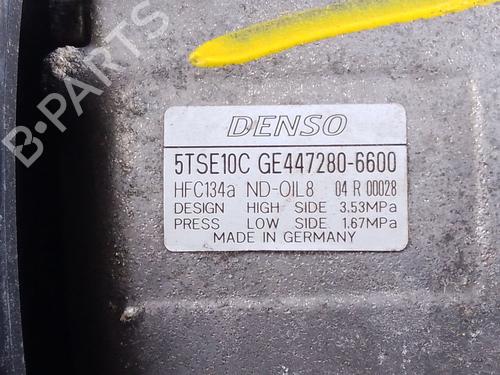 B-PARTS
DENSO
5TSE10C GE447280-6600
HFC134a ND-OIL8 04 R 00028
DESIGN HIGH SIDE 3.53MPa
PRESS LOW SIDE 1.67MPa
MADE IN GERMANY